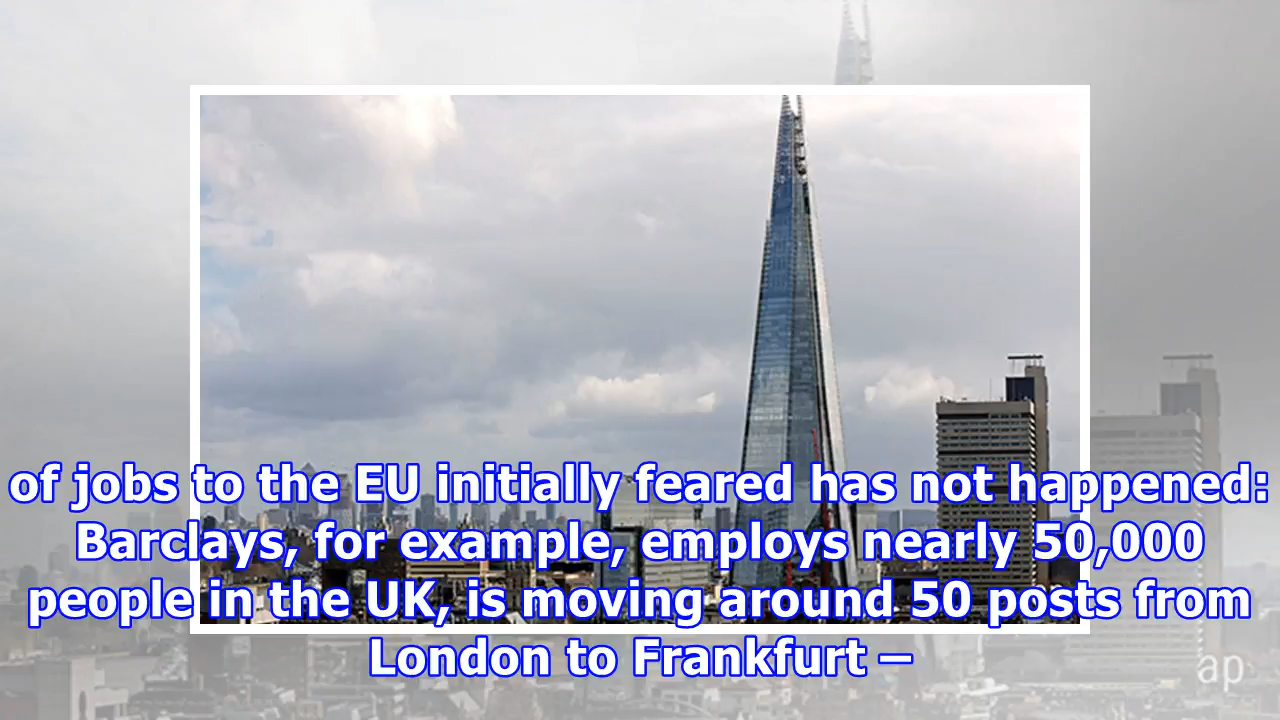 of jobs to the EU initially feared has not happened:
Barclays, for example, employs nearly 50,000
people in the UK, is moving around 50 posts from
London to Frankfurt –
ap